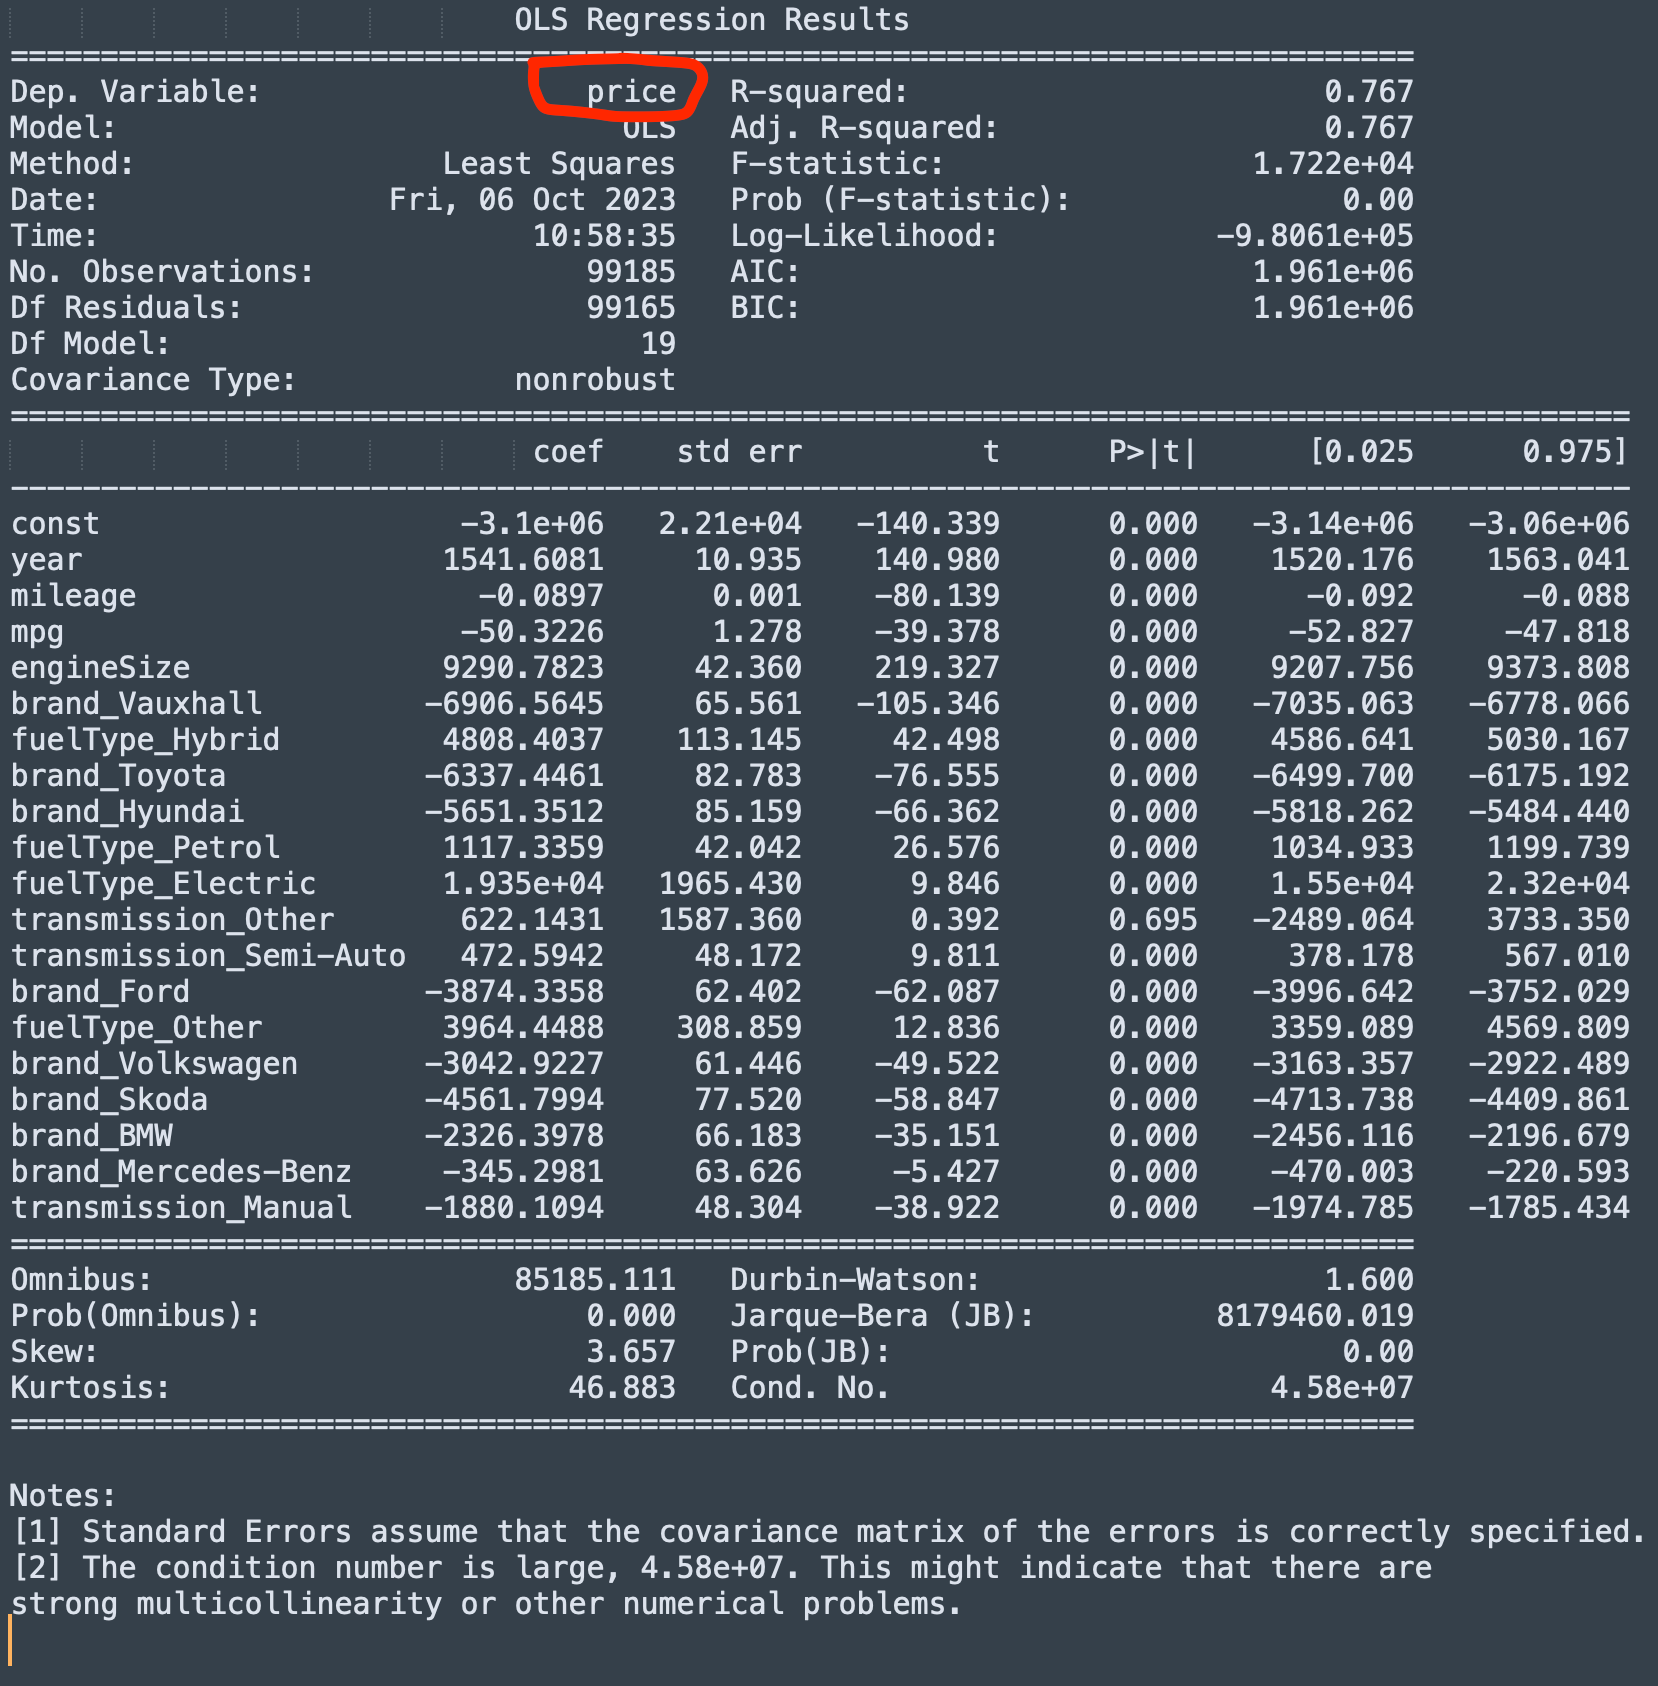 OLS Regression Results
==============================================================================
Dep. Variable:                  price   R-squared:                       0.767
Model:                            OLS   Adj. R-squared:                  0.767
Method:                 Least Squares   F-statistic:                 1.722e+04
Date:                Fri, 06 Oct 2023   Prob (F-statistic):               0.00
Time:                        10:58:35   Log-Likelihood:            -9.8061e+05
No. Observations:               99185   AIC:                         1.961e+06
Df Residuals:                   99165   BIC:                         1.961e+06
Df Model:                          19
Covariance Type:            nonrobust
==========================================================================================
coef    std err          t      P>|t|      [0.025      0.975]
------------------------------------------------------------------------------------------
const                    -3.1e+06   2.21e+04   -140.339      0.000   -3.14e+06   -3.06e+06
year                    1541.6081     10.935    140.980      0.000    1520.176    1563.041
mileage                   -0.0897      0.001    -80.139      0.000      -0.092      -0.088
mpg                      -50.3226      1.278    -39.378      0.000     -52.827     -47.818
engineSize              9290.7823     42.360    219.327      0.000    9207.756    9373.808
brand_Vauxhall         -6906.5645     65.561   -105.346      0.000   -7035.063   -6778.066
fuelType_Hybrid         4808.4037    113.145     42.498      0.000    4586.641    5030.167
brand_Toyota           -6337.4461     82.783    -76.555      0.000   -6499.700   -6175.192
brand_Hyundai          -5651.3512     85.159    -66.362      0.000   -5818.262   -5484.440
fuelType_Petrol         1117.3359     42.042     26.576      0.000    1034.933    1199.739
fuelType_Electric       1.935e+04   1965.430      9.846      0.000    1.55e+04    2.32e+04
transmission_Other       622.1431   1587.360      0.392      0.695   -2489.064    3733.350
transmission_Semi-Auto   472.5942     48.172      9.811      0.000     378.178     567.010
brand_Ford             -3874.3358     62.402    -62.087      0.000   -3996.642   -3752.029
fuelType_Other          3964.4488    308.859     12.836      0.000    3359.089    4569.809
brand_Volkswagen       -3042.9227     61.446    -49.522      0.000   -3163.357   -2922.489
brand_Skoda            -4561.7994     77.520    -58.847      0.000   -4713.738   -4409.861
brand_BMW              -2326.3978     66.183    -35.151      0.000   -2456.116   -2196.679
brand_Mercedes-Benz     -345.2981     63.626     -5.427      0.000    -470.003    -220.593
transmission_Manual    -1880.1094     48.304    -38.922      0.000   -1974.785   -1785.434
==============================================================================
Omnibus:                    85185.111   Durbin-Watson:                   1.600
Prob(Omnibus):                  0.000   Jarque-Bera (JB):          8179460.019
Skew:                           3.657   Prob(JB):                         0.00
Kurtosis:                      46.883   Cond. No.                     4.58e+07
==============================================================================
Notes:
[1] Standard Errors assume that the covariance matrix of the errors is correctly specified.
[2] The condition number is large, 4.58e+07. This might indicate that there are
strong multicollinearity or other numerical problems.